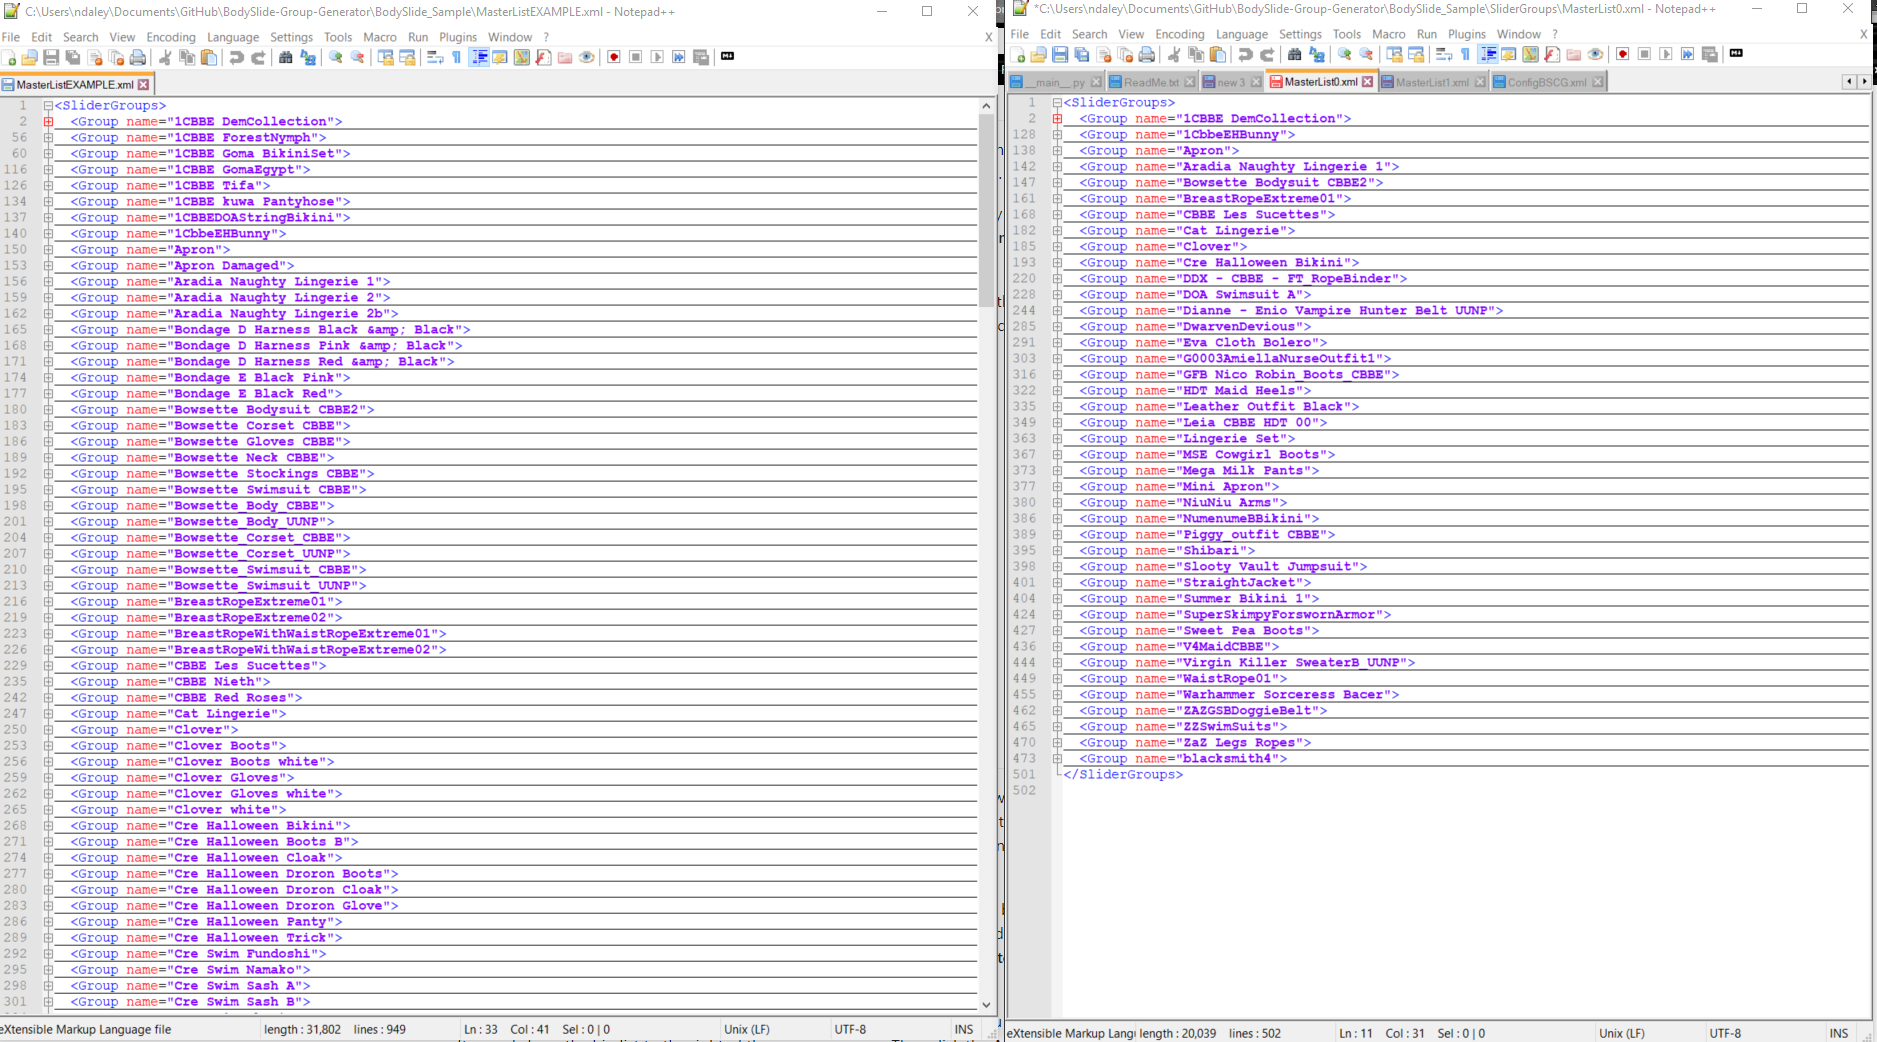 C:\Users\ndaley\Documents\GitHub\BodySlide-Group-Generator\BodySlide_Sample\MasterListEXAMPLE.xml - Notepad++
File Edit Search View Encoding Language Settings Tools Macro Run Plugins Window ? X
MasterListEXAMPLE.xml
1 <SliderGroups>
2 <Group name="1CBBE DemCollection">
56 <Group name="1CBBE ForestNymph">
60 <Group name="1CBBE Goma BikiniSet">
116 <Group name="1CBBE GomaEgypt">
126 <Group name="1CBBE Tifa">
134 <Group name="1CBBE kuwa Pantyhose">
137 <Group name="1CBBEDOAStringBikini">
140 <Group name="1CbbeEHBunny">
150 <Group name="Apron">
153 <Group name="Apron Damaged">
156 <Group name="Aradia Naughty Lingerie 1">
159 <Group name="Aradia Naughty Lingerie 2">
162 <Group name="Aradia Naughty Lingerie 2b">
165 <Group name="Bondage D Harness Black &amp; Black">
168 <Group name="Bondage D Harness Pink &amp; Black">
171 <Group name="Bondage D Harness Red &amp; Black">
174 <Group name="Bondage E Black Pink">
177 <Group name="Bondage E Black Red">
180 <Group name="Bowsette Bodysuit CBBE2">
183 <Group name="Bowsette Corset CBBE">
186 <Group name="Bowsette Gloves CBBE">
189 <Group name="Bowsette Neck CBBE">
192 <Group name="Bowsette Stockings CBBE">
195 <Group name="Bowsette Swimsuit CBBE">
198 <Group name="Bowsette_Body_CBBE">
201 <Group name="Bowsette_Body_UUNP">
204 <Group name="Bowsette_Corset_CBBE">
207 <Group name="Bowsette_Corset_UUNP">
210 <Group name="Bowsette_Swimsuit_CBBE">
213 <Group name="Bowsette_Swimsuit_UUNP">
216 <Group name="BreastRopeExtreme01">
219 <Group name="BreastRopeExtreme02">
223 <Group name="BreastRopeWithWaistRopeExtreme01">
226 <Group name="BreastRopeWithWaistRopeExtreme02">
229 <Group name="CBBE Les Sucettes">
235 <Group name="CBBE Nieth">
242 <Group name="CBBE Red Roses">
247 <Group name="Cat Lingerie">
250 <Group name="Clover">
253 <Group name="Clover Boots">
256 <Group name="Clover Boots white">
259 <Group name="Clover Gloves">
262 <Group name="Clover Gloves white">
265 <Group name="Clover white">
268 <Group name="Cre Halloween Bikini">
271 <Group name="Cre Halloween Boots B">
274 <Group name="Cre Halloween Cloak">
277 <Group name="Cre Halloween Droron Boots">
280 <Group name="Cre Halloween Droron Cloak">
283 <Group name="Cre Halloween Droron Glove">
286 <Group name="Cre Halloween Panty">
289 <Group name="Cre Halloween Trick">
292 <Group name="Cre Swim Fundoshi">
295 <Group name="Cre Swim Namako">
298 <Group name="Cre Swim Sash A">
301 <Group name="Cre Swim Sash B">
eXtensible Markup Language file length : 31,802 lines : 949 Ln : 33 Col : 41 Sel : 0 | 0 Unix (LF) UTF-8 INS
*C:\Users\ndaley\Documents\GitHub\BodySlide-Group-Generator\BodySlide_Sample\SliderGroups\MasterList0.xml - Notepad++
File Edit Search View Encoding Language Settings Tools Macro Run Plugins Window ? X
__main__.py ReadMe.txt new 3 MasterList0.xml MasterList1.xml ConfigBSCG.xml
1 <SliderGroups>
2 <Group name="1CBBE DemCollection">
128 <Group name="1CbbeEHBunny">
138 <Group name="Apron">
142 <Group name="Aradia Naughty Lingerie 1">
147 <Group name="Bowsette Bodysuit CBBE2">
161 <Group name="BreastRopeExtreme01">
168 <Group name="CBBE Les Sucettes">
182 <Group name="Cat Lingerie">
185 <Group name="Clover">
193 <Group name="Cre Halloween Bikini">
220 <Group name="DDX - CBBE - FT_RopeBinder">
228 <Group name="DOA Swimsuit A">
244 <Group name="Dianne - Enio Vampire Hunter Belt UUNP">
285 <Group name="DwarvenDevious">
291 <Group name="Eva Cloth Bolero">
303 <Group name="G0003AmiellaNurseOutfit1">
316 <Group name="GFB Nico Robin_Boots_CBBE">
322 <Group name="HDT Maid Heels">
335 <Group name="Leather Outfit Black">
349 <Group name="Leia CBBE HDT 00">
363 <Group name="Lingerie Set">
367 <Group name="MSE Cowgirl Boots">
373 <Group name="Mega Milk Pants">
377 <Group name="Mini Apron">
380 <Group name="NiuNiu Arms">
386 <Group name="NumenumeBBikini">
389 <Group name="Piggy_outfit CBBE">
395 <Group name="Shibari">
398 <Group name="Slooty Vault Jumpsuit">
401 <Group name="StraightJacket">
404 <Group name="Summer Bikini 1">
424 <Group name="SuperSkimpyForswornArmor">
427 <Group name="Sweet Pea Boots">
436 <Group name="V4MaidCBBE">
444 <Group name="Virgin Killer SweaterB_UUNP">
449 <Group name="WaistRope01">
455 <Group name="Warhammer Sorceress Bacer">
462 <Group name="ZAZGSBDoggieBelt">
465 <Group name="ZZSwimSuits">
470 <Group name="ZaZ Legs Ropes">
473 <Group name="blacksmith4">
501 </SliderGroups>
502
eXtensible Markup Langu length : 20,039 lines : 502 Ln : 11 Col : 31 Sel : 0 | 0 Unix (LF) UTF-8 INS